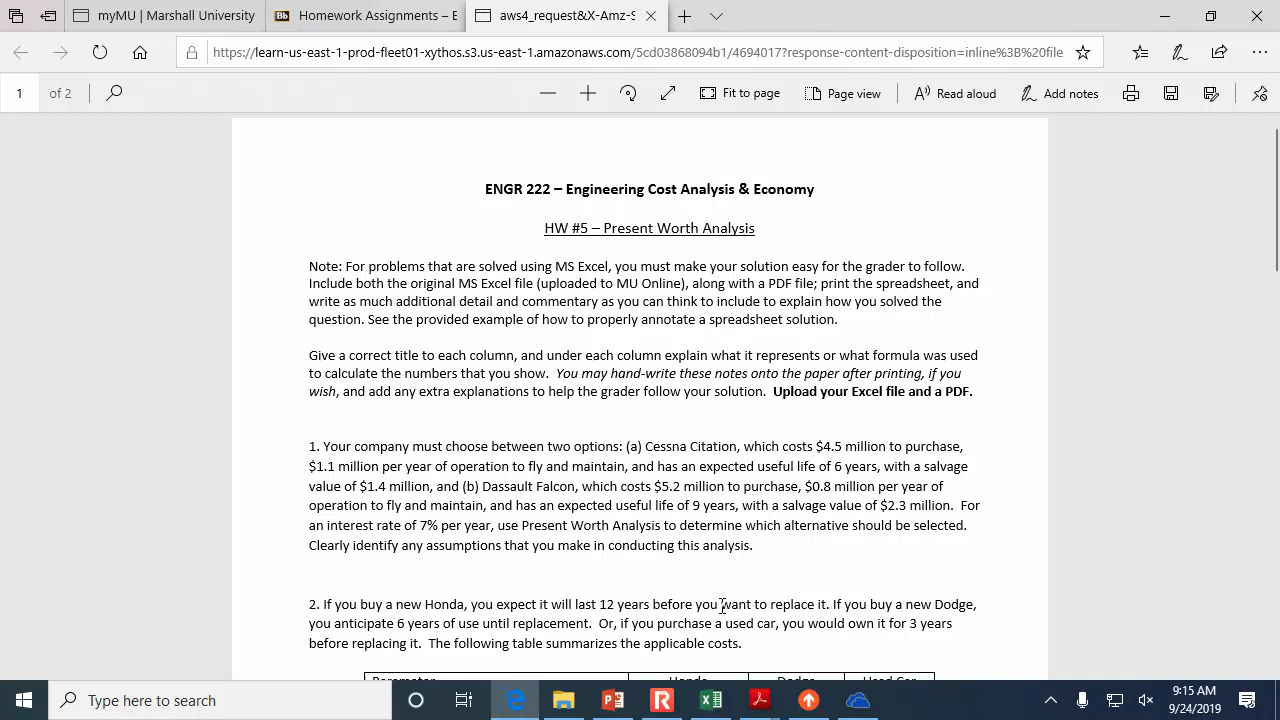 myMU | Marshall University
Bb Homework Assignments – E
aws4_request&X-Amz-S
https://learn-us-east-1-prod-fleet01-xythos.s3.us-east-1.amazonaws.com/5cd03868094b1/4694017?response-content-disposition=inline%3B%20file
1 of 2
Fit to page
Page view
Read aloud
Add notes
ENGR 222 – Engineering Cost Analysis & Economy
HW #5 – Present Worth Analysis
Note: For problems that are solved using MS Excel, you must make your solution easy for the grader to follow.
Include both the original MS Excel file (uploaded to MU Online), along with a PDF file; print the spreadsheet, and
write as much additional detail and commentary as you can think to include to explain how you solved the
question. See the provided example of how to properly annotate a spreadsheet solution.
Give a correct title to each column, and under each column explain what it represents or what formula was used
to calculate the numbers that you show. You may hand-write these notes onto the paper after printing, if you
wish, and add any extra explanations to help the grader follow your solution. Upload your Excel file and a PDF.
1. Your company must choose between two options: (a) Cessna Citation, which costs $4.5 million to purchase,
$1.1 million per year of operation to fly and maintain, and has an expected useful life of 6 years, with a salvage
value of $1.4 million, and (b) Dassault Falcon, which costs $5.2 million to purchase, $0.8 million per year of
operation to fly and maintain, and has an expected useful life of 9 years, with a salvage value of $2.3 million. For
an interest rate of 7% per year, use Present Worth Analysis to determine which alternative should be selected.
Clearly identify any assumptions that you make in conducting this analysis.
2. If you buy a new Honda, you expect it will last 12 years before you want to replace it. If you buy a new Dodge,
you anticipate 6 years of use until replacement. Or, if you purchase a used car, you would own it for 3 years
before replacing it. The following table summarizes the applicable costs.
Parameter Honda Dodge Used Car
Type here to search
9:15 AM
9/24/2019